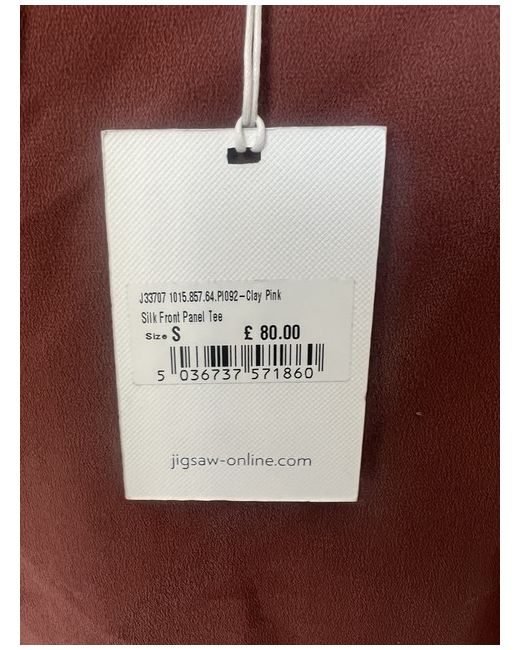 J33707 1015.857.64.PI092-Clay Pink
Silk Front Panel Tee
Size S £ 80.00
5 036737 571860
jigsaw-online.com